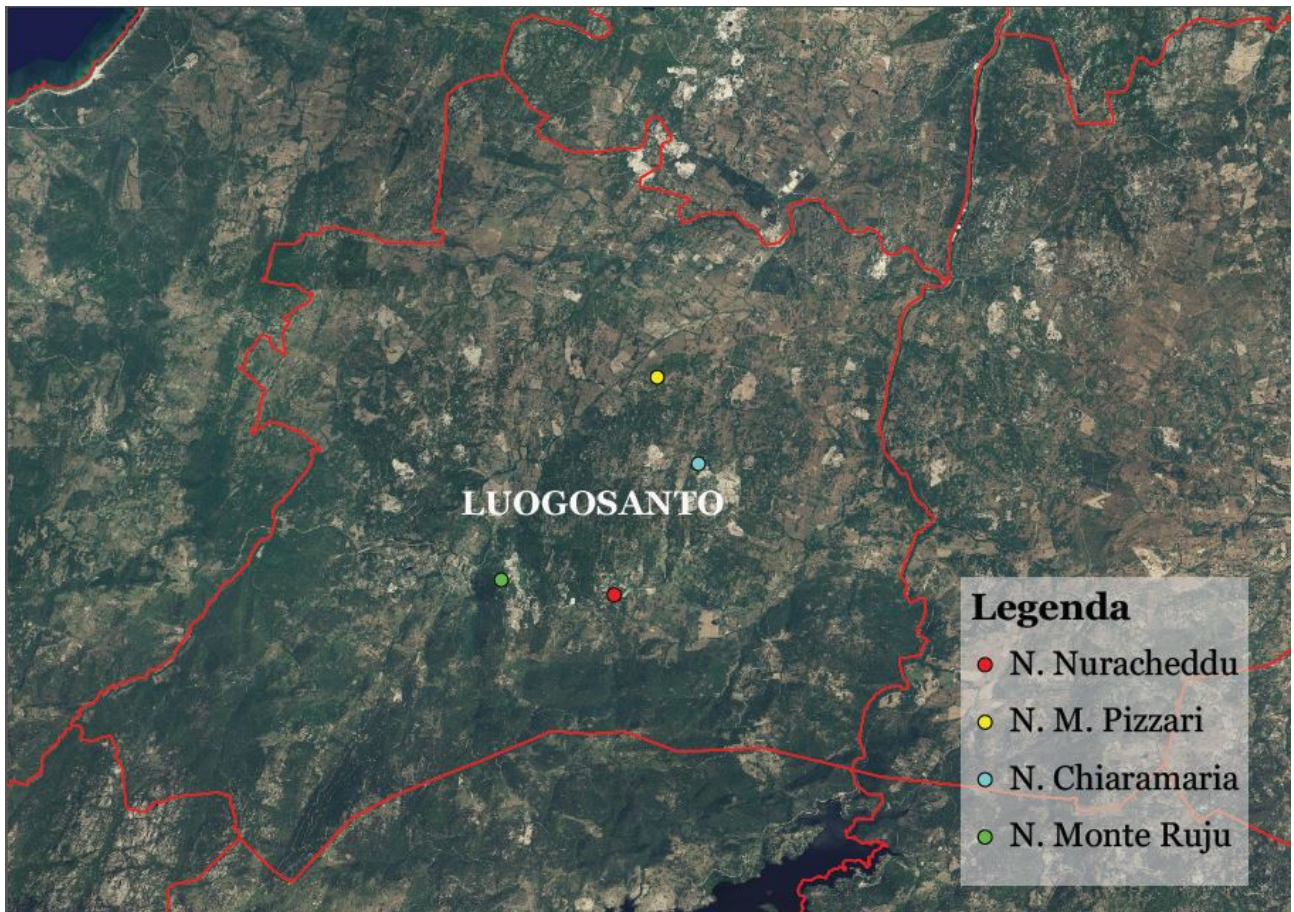 LUOGOSANTO
Legenda
N. Nuracheddu
N. M. Pizzari
N. Chiaramaria
N. Monte Ruju